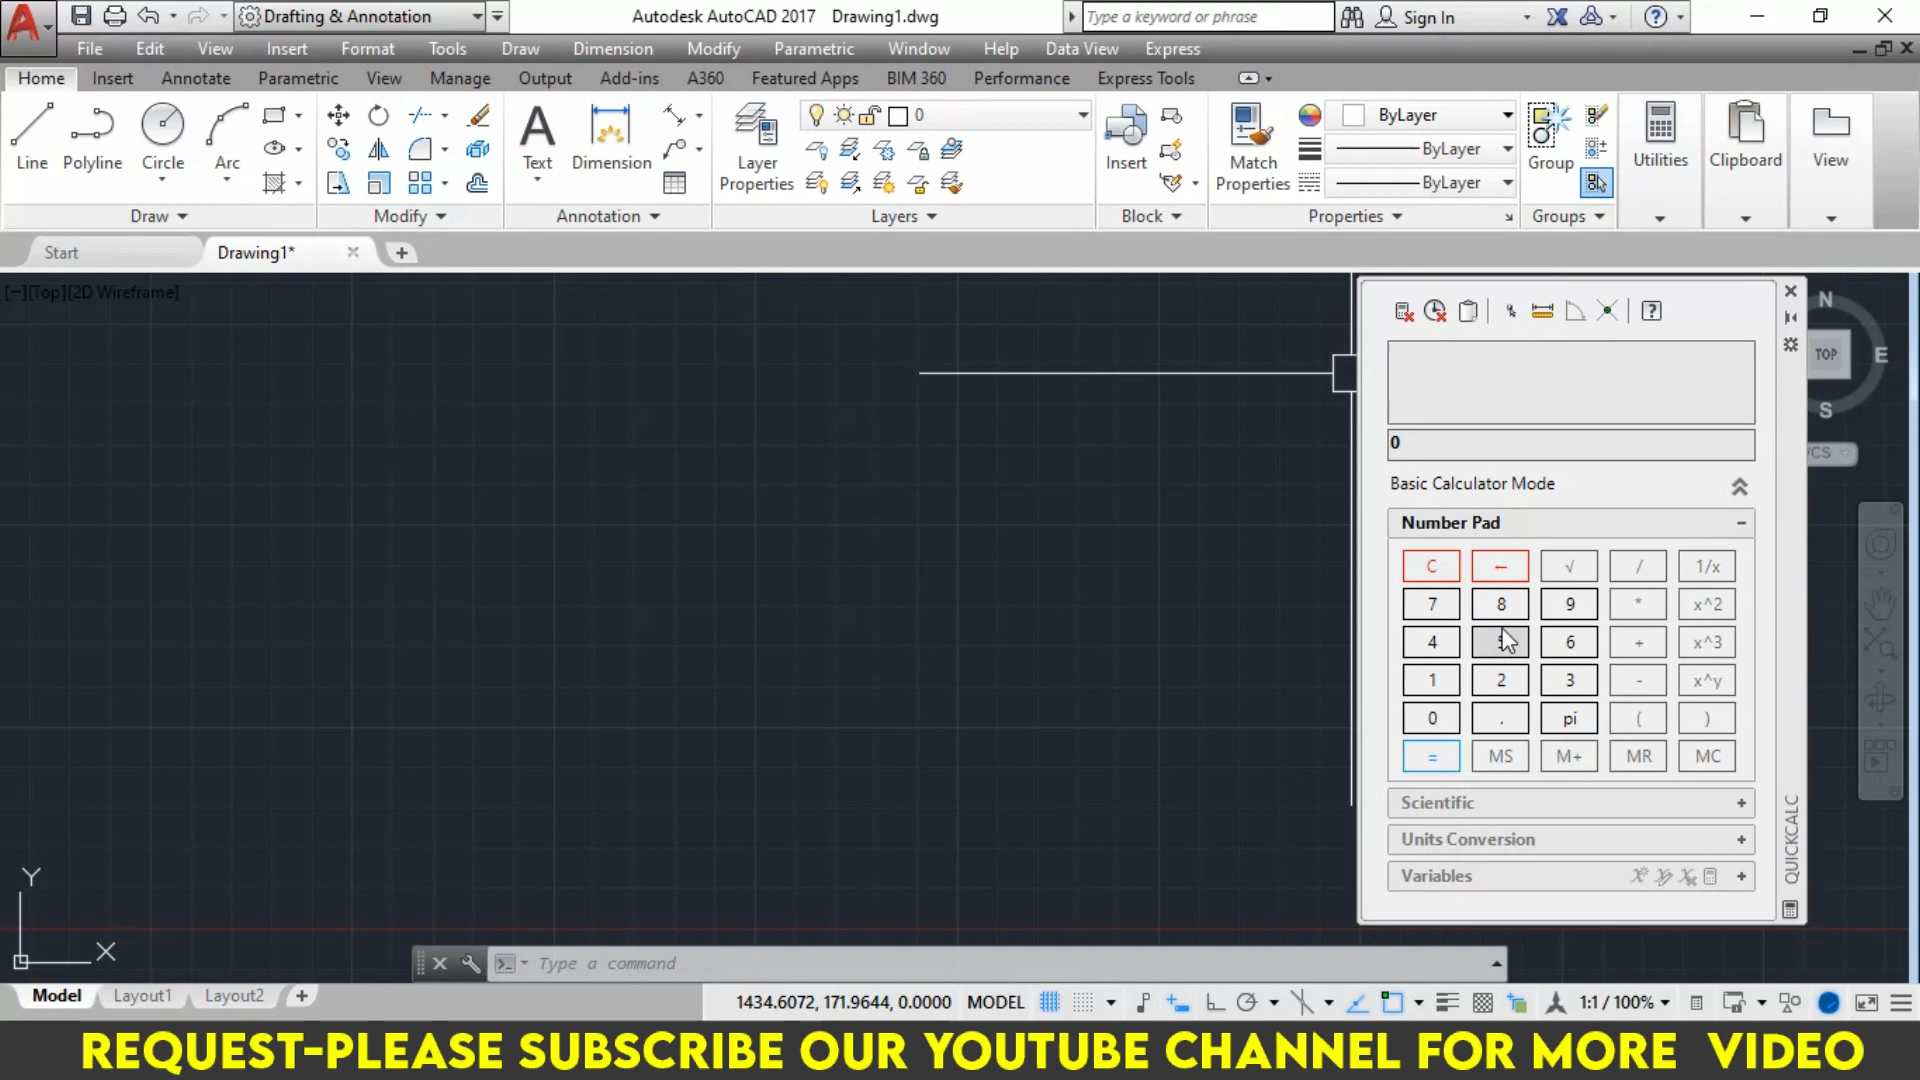 Drafting & Annotation
Autodesk AutoCAD 2017 Drawing1.dwg
Type a keyword or phrase
Sign In
File Edit View Insert Format Tools Draw Dimension Modify Parametric Window Help Data View Express
Home Insert Annotate Parametric View Manage Output Add-ins A360 Featured Apps BIM 360 Performance Express Tools
Line Polyline Circle Arc
Text Dimension
Layer Properties
0
Insert
Match Properties
ByLayer
ByLayer
ByLayer
Group
Utilities
Clipboard
View
Draw Modify Annotation Layers Block Properties Groups
Start Drawing1* +
[−][Top][2D Wireframe]
N
TOP
E
S
0
Basic Calculator Mode
Number Pad
C ← √ / 1/x
7 8 9 * x^2
4 6 + x^3
1 2 3 - x^y
0 . pi ( )
= MS M+ MR MC
Scientific +
Units Conversion +
Variables +
QUICKCALC
Y
X
Type a command
Model Layout1 Layout2 +
1434.6072, 171.9644, 0.0000 MODEL 1:1 / 100%
REQUEST-PLEASE SUBSCRIBE OUR YOUTUBE CHANNEL FOR MORE VIDEO